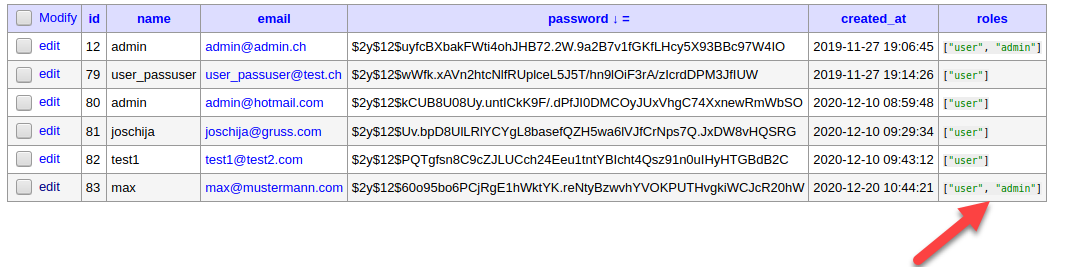 Modify id name email password ↓ = created_at roles
edit 12 admin admin@admin.ch $2y$12$uyfcBXbakFWti4ohJHB72.2W.9a2B7v1fGKfLHcy5X93BBc97W4IO 2019-11-27 19:06:45 ["user", "admin"]
edit 79 user_passuser user_passuser@test.ch $2y$12$wWfk.xAVn2htcNlfRUplceL5J5T/hn9lOiF3rA/zIcrdDPM3JfIUW 2019-11-27 19:14:26 ["user"]
edit 80 admin admin@hotmail.com $2y$12$kCUB8U08Uy.untICkK9F/.dPfJI0DMCOyJUxVhgC74XxnewRmWbSO 2020-12-10 08:59:48 ["user"]
edit 81 joschija joschija@gruss.com $2y$12$Uv.bpD8UlLRlYCYgL8basefQZH5wa6lVJfCrNps7Q.JxDW8vHQSRG 2020-12-10 09:29:34 ["user"]
edit 82 test1 test1@test2.com $2y$12$PQTgfsn8C9cZJLUCch24Eeu1tntYBIcht4Qsz91n0uIHyHTGBdB2C 2020-12-10 09:43:12 ["user"]
edit 83 max max@mustermann.com $2y$12$60o95bo6PCjRgE1hWktYK.reNtyBzwvhYVOKPUTHvgkiWCJcR20hW 2020-12-20 10:44:21 ["user", "admin"]